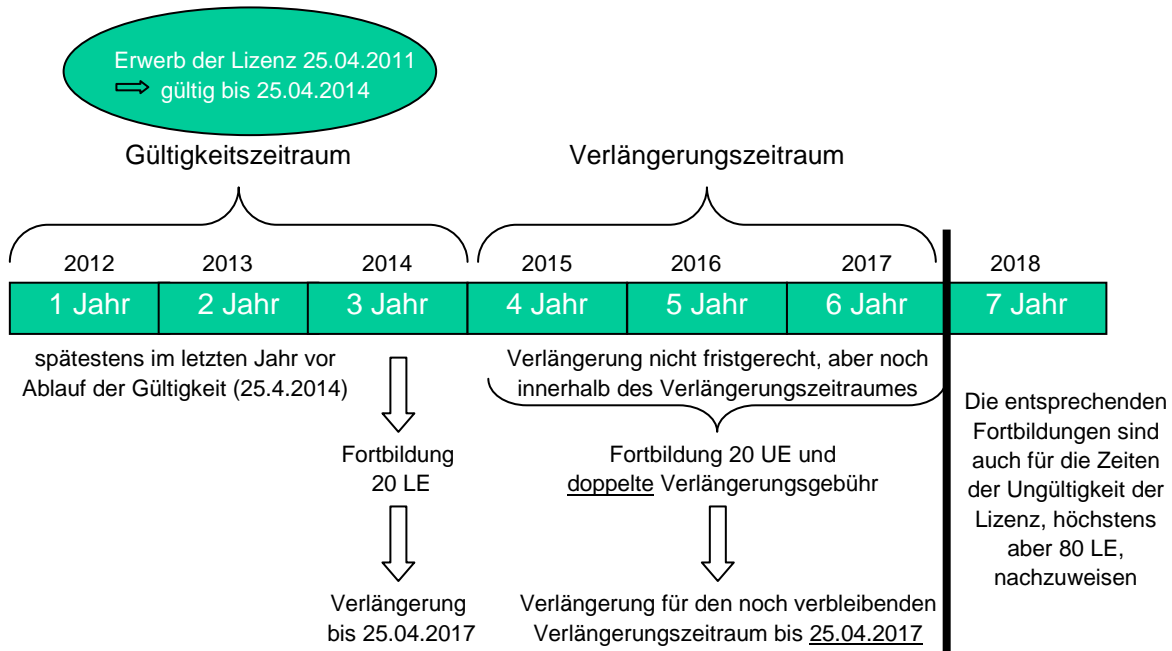 Erwerb der Lizenz 25.04.2011
gültig bis 25.04.2014
Gültigkeitszeitraum
Verlängerungszeitraum
2012 2013 2014 2015 2016 2017 2018
1 Jahr 2 Jahr 3 Jahr 4 Jahr 5 Jahr 6 Jahr 7 Jahr
spätestens im letzten Jahr vor
Ablauf der Gültigkeit (25.4.2014)
Fortbildung
20 LE
Verlängerung
bis 25.04.2017
Verlängerung nicht fristgerecht, aber noch
innerhalb des Verlängerungszeitraumes
Fortbildung 20 UE und
doppelte Verlängerungsgebühr
Verlängerung für den noch verbleibenden
Verlängerungszeitraum bis 25.04.2017
Die entsprechenden
Fortbildungen sind
auch für die Zeiten
der Ungültigkeit der
Lizenz, höchstens
aber 80 LE,
nachzuweisen